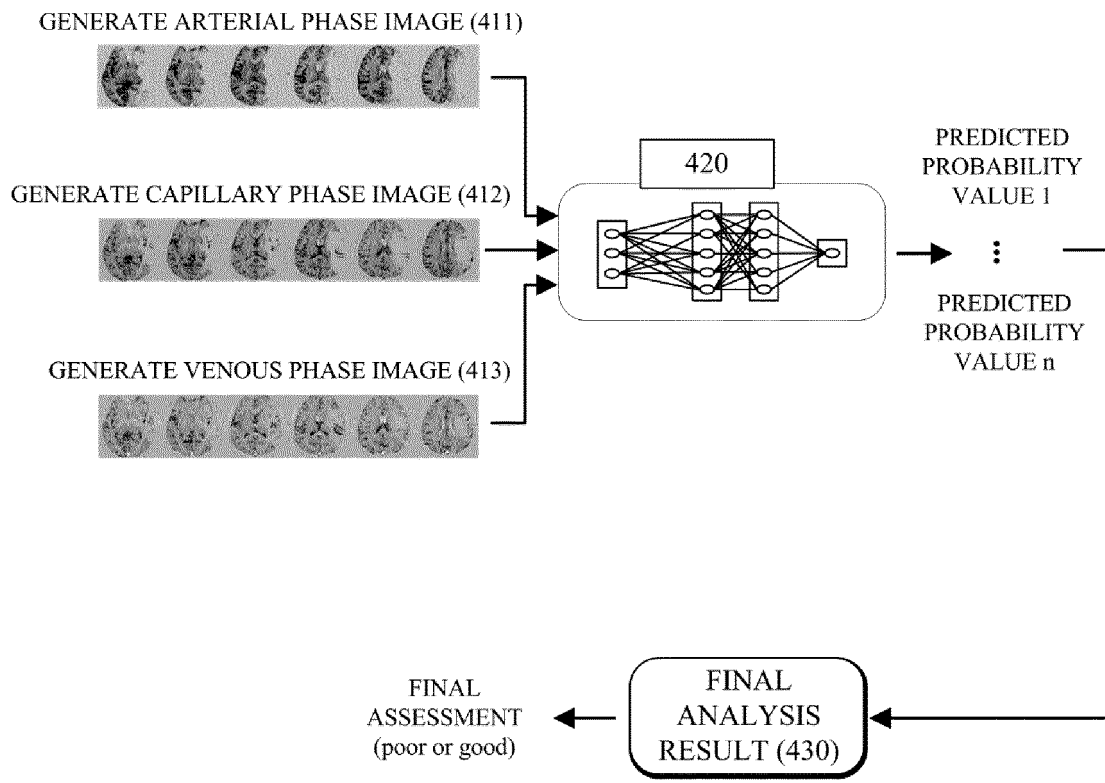 GENERATE ARTERIAL PHASE IMAGE (411)
GENERATE CAPILLARY PHASE IMAGE (412)
GENERATE VENOUS PHASE IMAGE (413)
420
PREDICTED
PROBABILITY
VALUE 1
PREDICTED
PROBABILITY
VALUE n
FINAL
ANALYSIS
RESULT (430)
FINAL
ASSESSMENT
(poor or good)